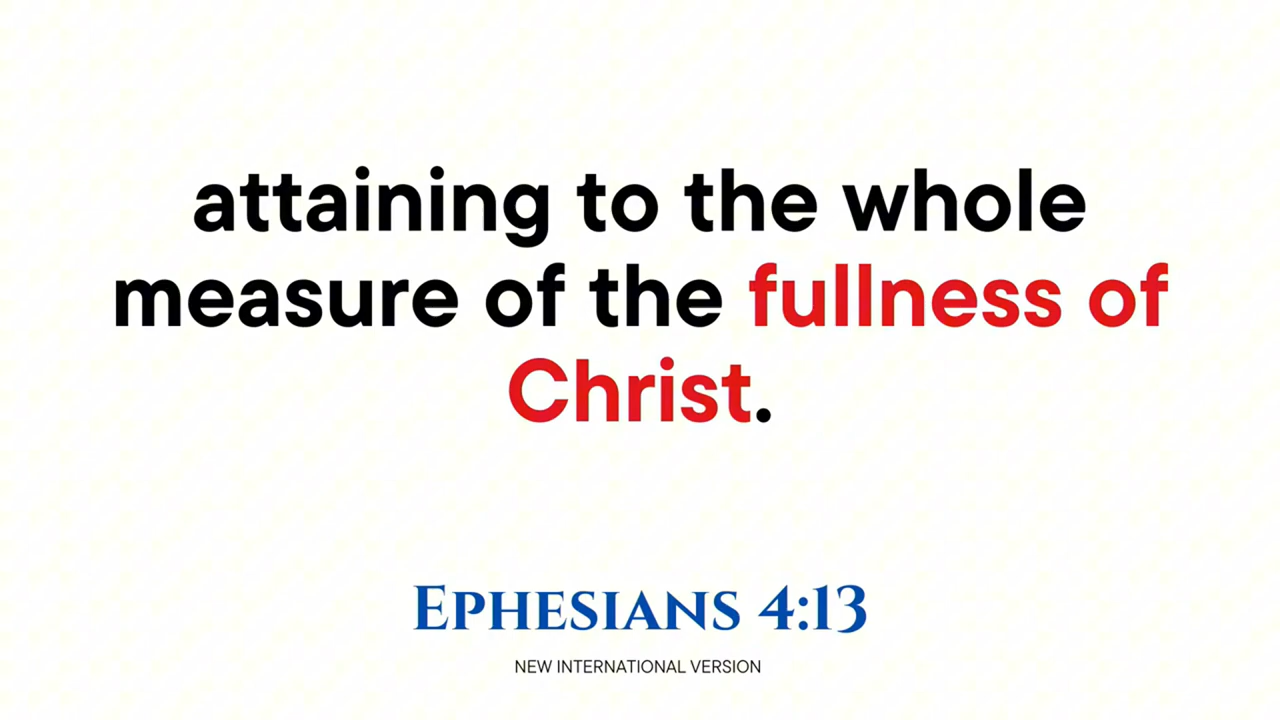 attaining to the whole
measure of the fullness of
Christ.
EPHESIANS 4:13
NEW INTERNATIONAL VERSION